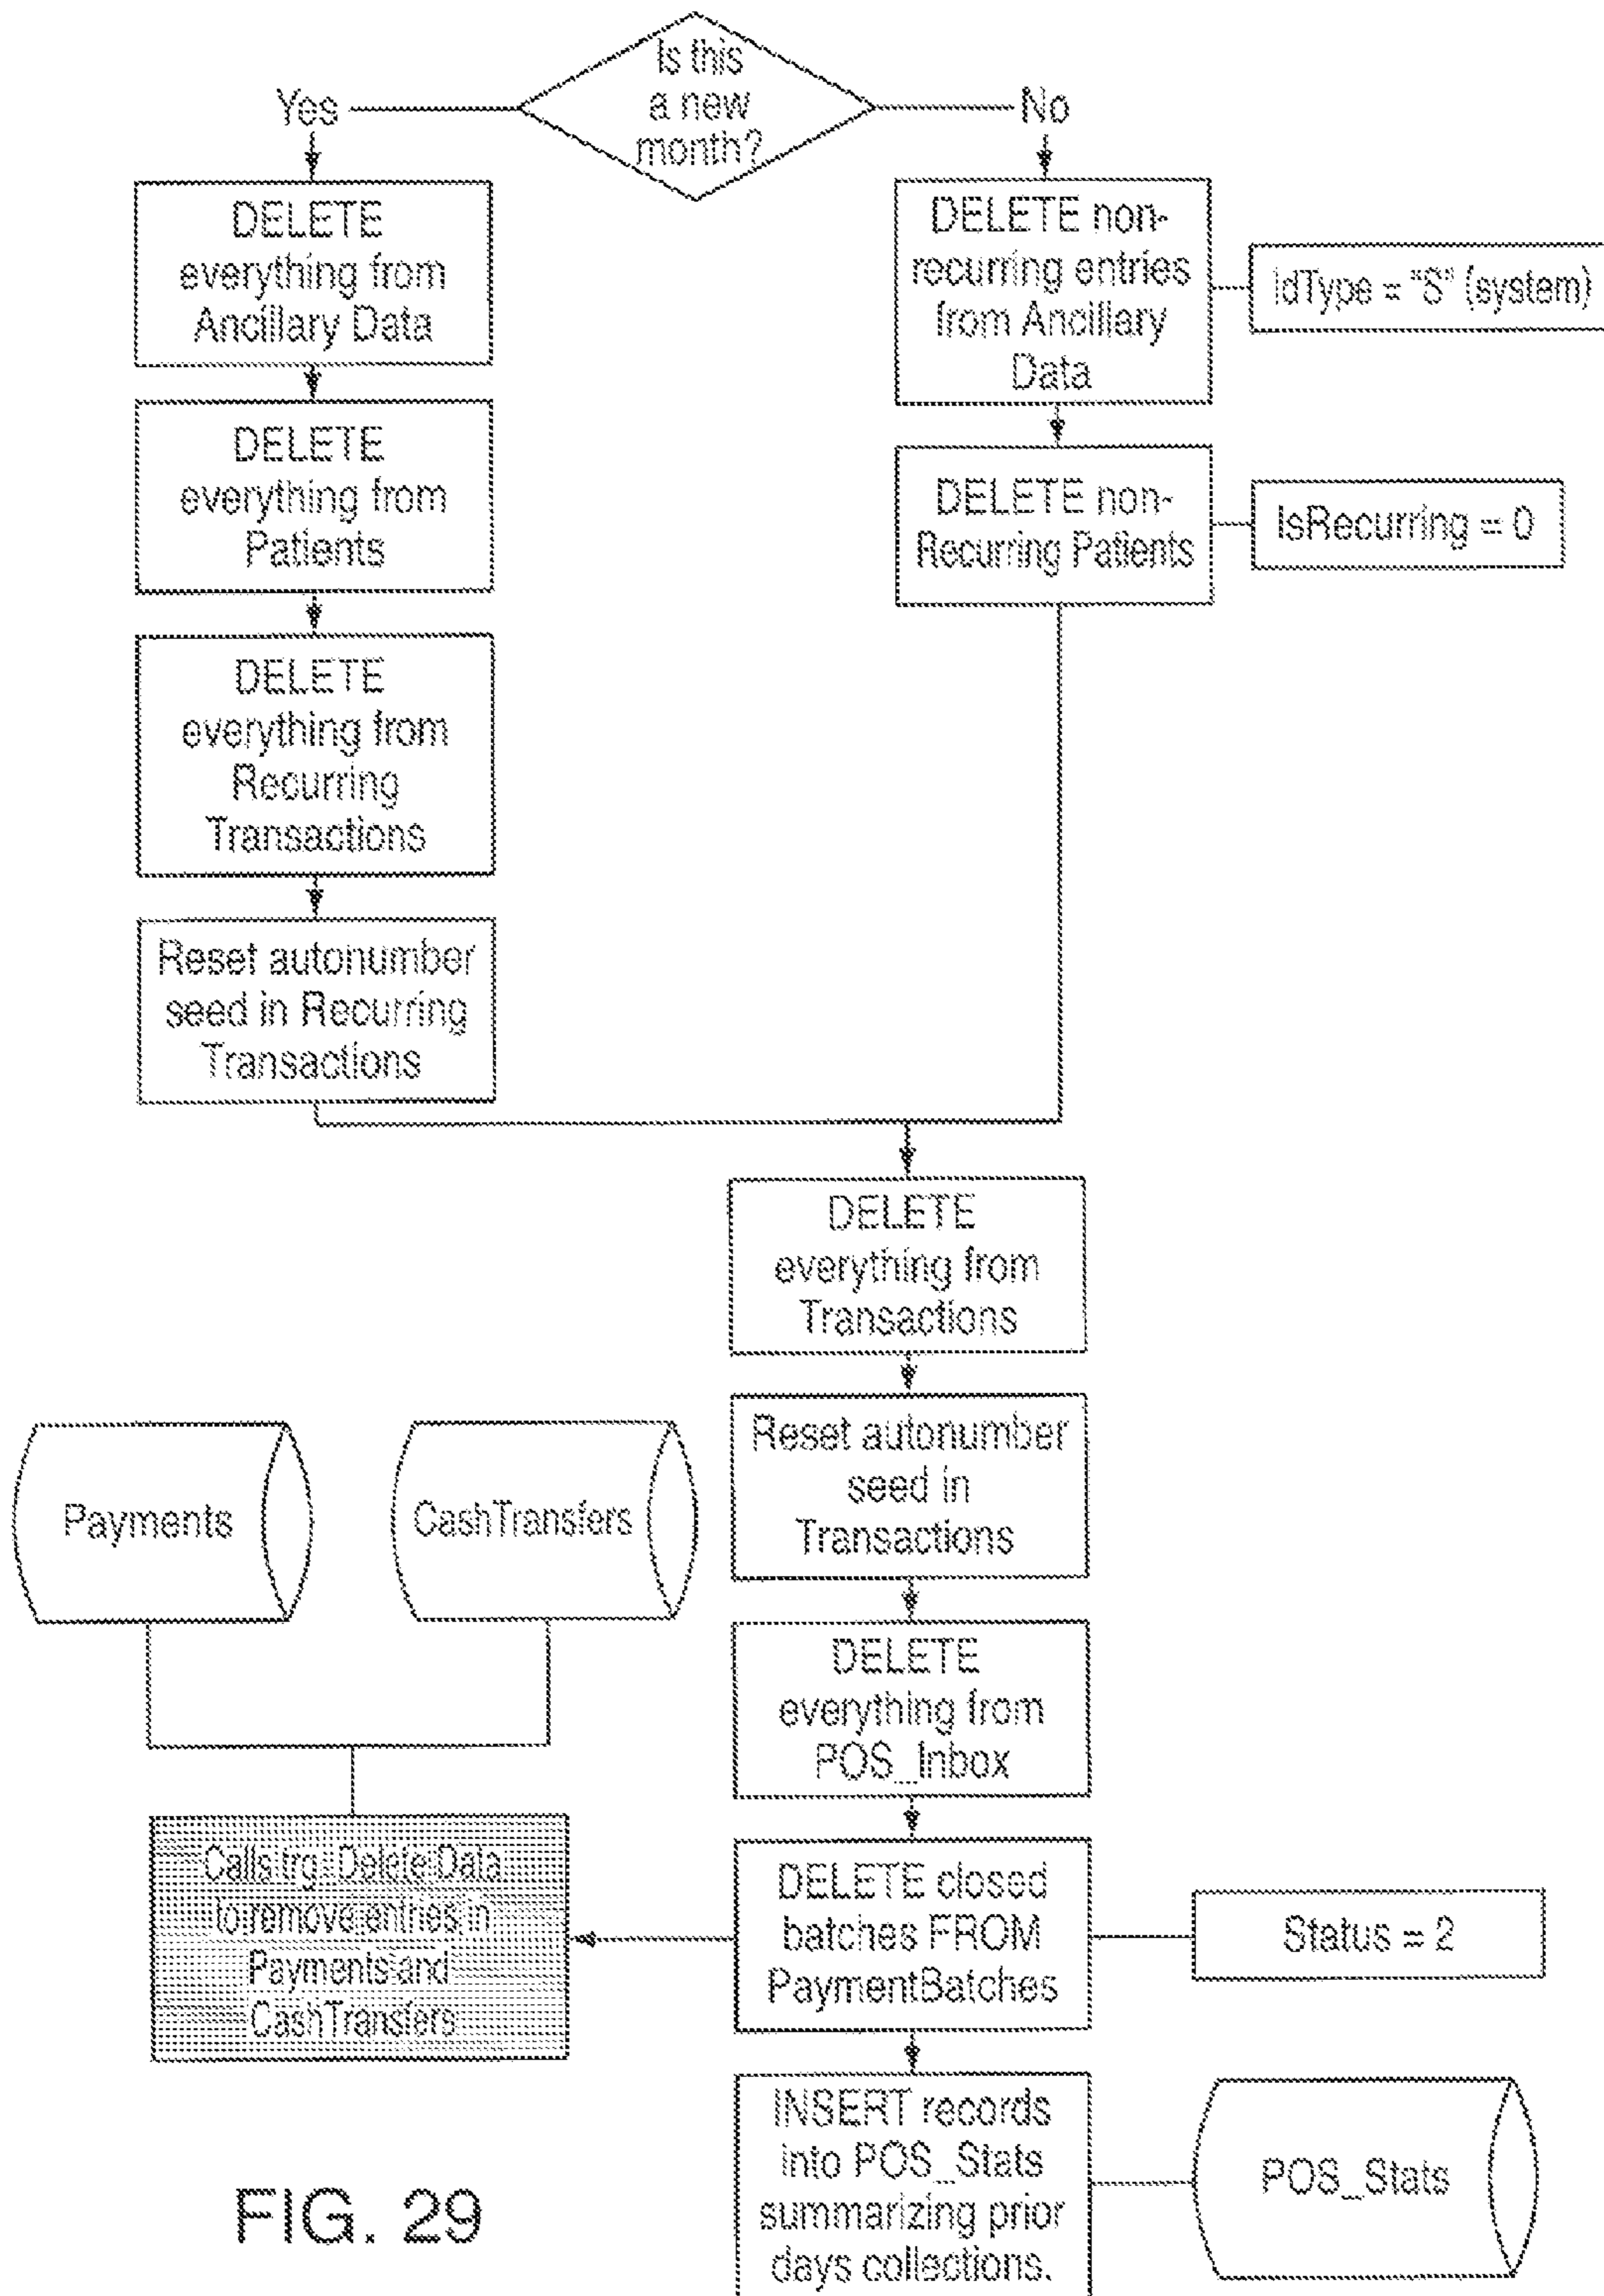 Is this
a new
month?
Yes
No
DELETE
everything from
Ancillary Data
DELETE non-
recurring entries
from Ancillary
Data
idType = "S" (system)
DELETE
everything from
Patients
DELETE non-
Recurring Patients
IsRecurring = 0
DELETE
everything from
Recurring
Transactions
Reset autonumber
seed in Recurring
Transactions
DELETE
everything from
Transactions
Reset autonumber
seed in
Transactions
Payments
CashTransfers
DELETE
everything from
POS_Inbox
Calls trg_Delete Data
to remove entries in
Payments and
CashTransfers
DELETE closed
batches FROM
PaymentBatches
Status = 2
INSERT records
into POS_Stats
summarizing prior
days collections.
POS_Stats
FIG. 29